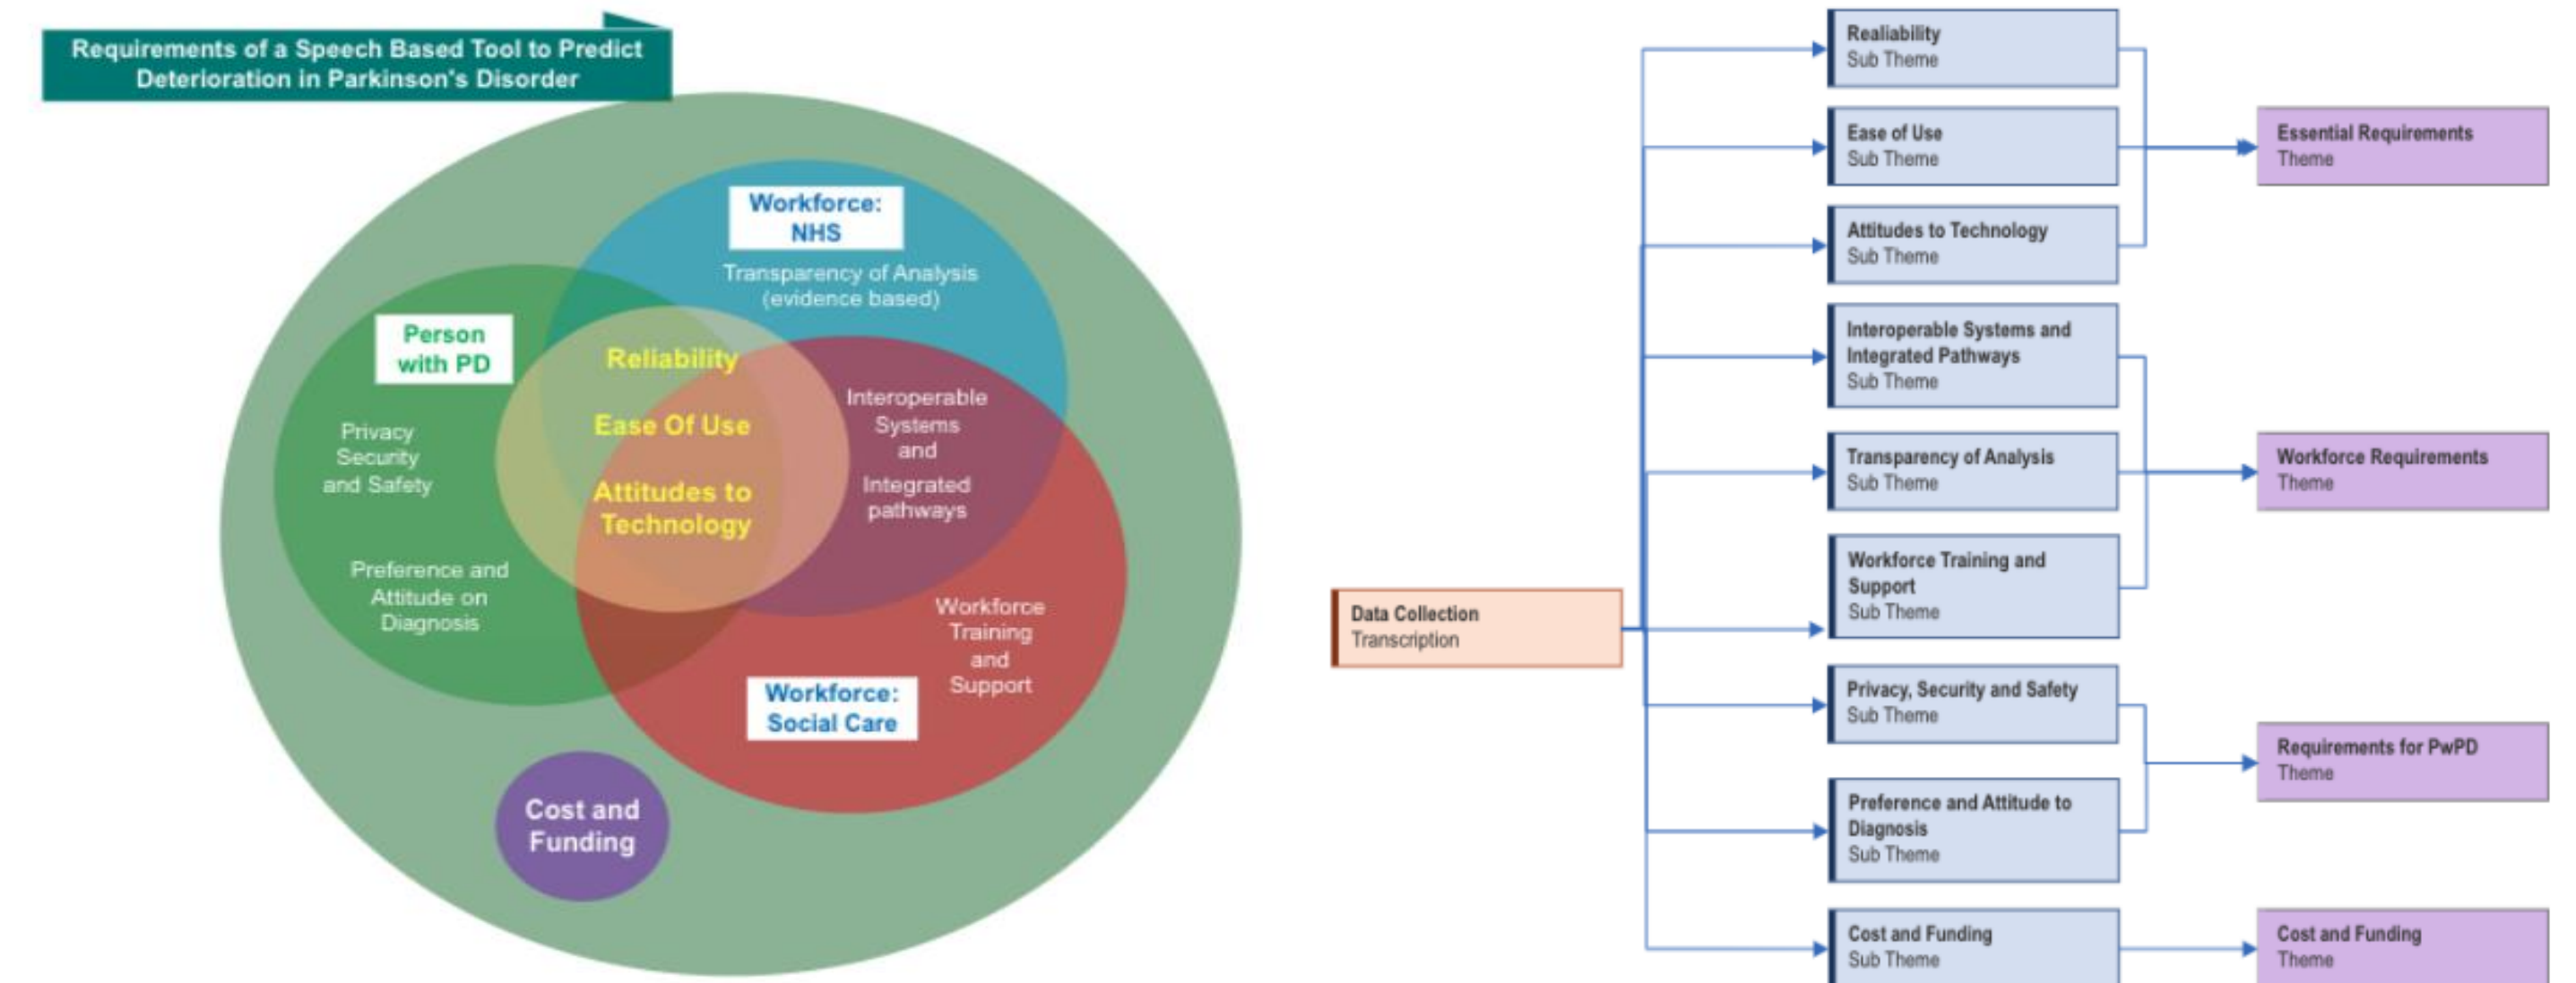 Requirements of a Speech Based Tool to Predict
Deterioration in Parkinson's Disorder
Workforce:
NHS
Transparency of Analysis
(evidence based)
Person
with PD
Reliability
Ease Of Use
Attitudes to
Technology
Privacy
Security
and Safety
Preference and
Attitude on
Diagnosis
Interoperable
Systems
and
Integrated
pathways
Workforce
Training
and
Support
Workforce:
Social Care
Cost and
Funding
Data Collection
Transcription
Realiability
Sub Theme
Ease of Use
Sub Theme
Attitudes to Technology
Sub Theme
Interoperable Systems and
Integrated Pathways
Sub Theme
Transparency of Analysis
Sub Theme
Workforce Training and
Support
Sub Theme
Privacy, Security and Safety
Sub Theme
Preference and Attitude to
Diagnosis
Sub Theme
Cost and Funding
Sub Theme
Essential Requirements
Theme
Workforce Requirements
Theme
Requirements for PwPD
Theme
Cost and Funding
Theme